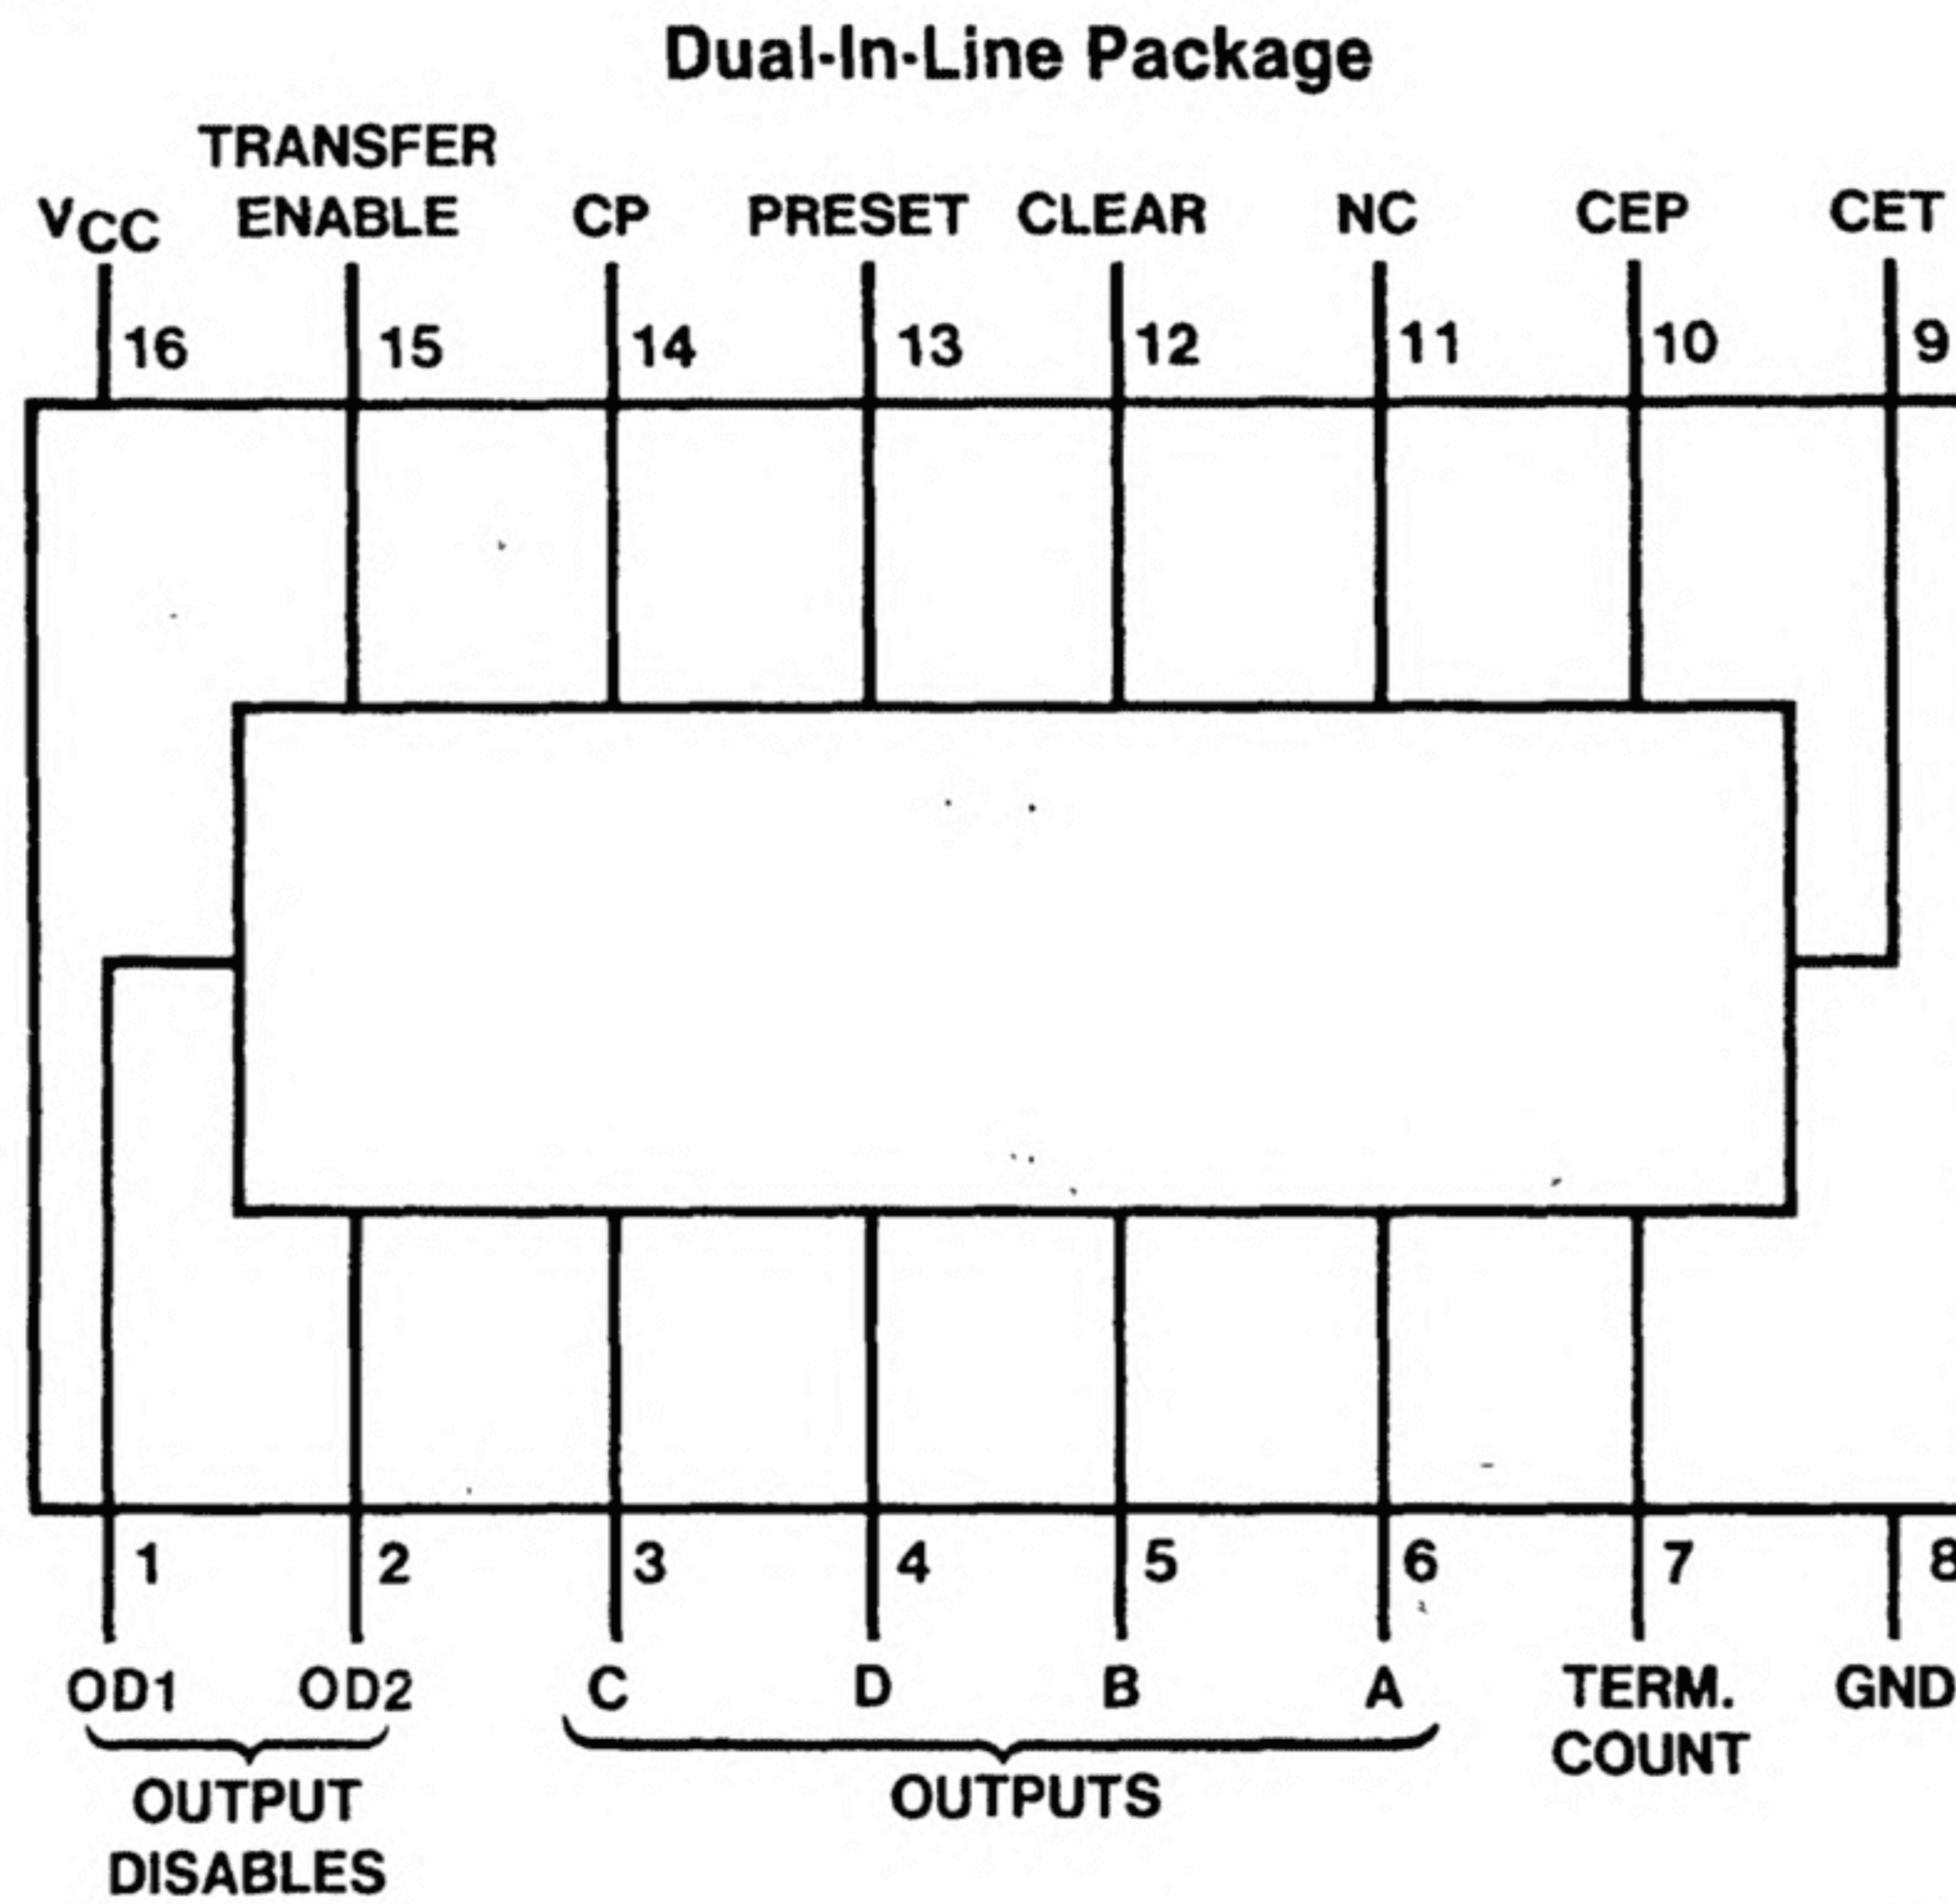 Dual-In-Line Package
TRANSFER
VCC ENABLE CP PRESET CLEAR NC CEP CET
16 15 14 13 12 11 10 9
1 2 3 4 5 6 7 8
OD1 OD2 C D B A TERM. GND
COUNT
OUTPUT OUTPUTS
DISABLES